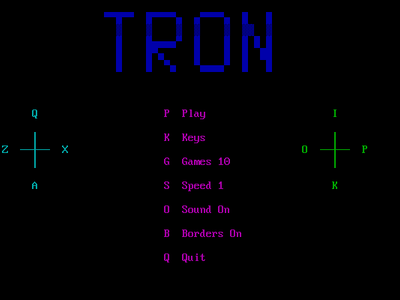 TRON
Q
Z X
A
P Play
K Keys
G Games 10
S Speed 1
O Sound On
B Borders On
Q Quit
I
O P
K